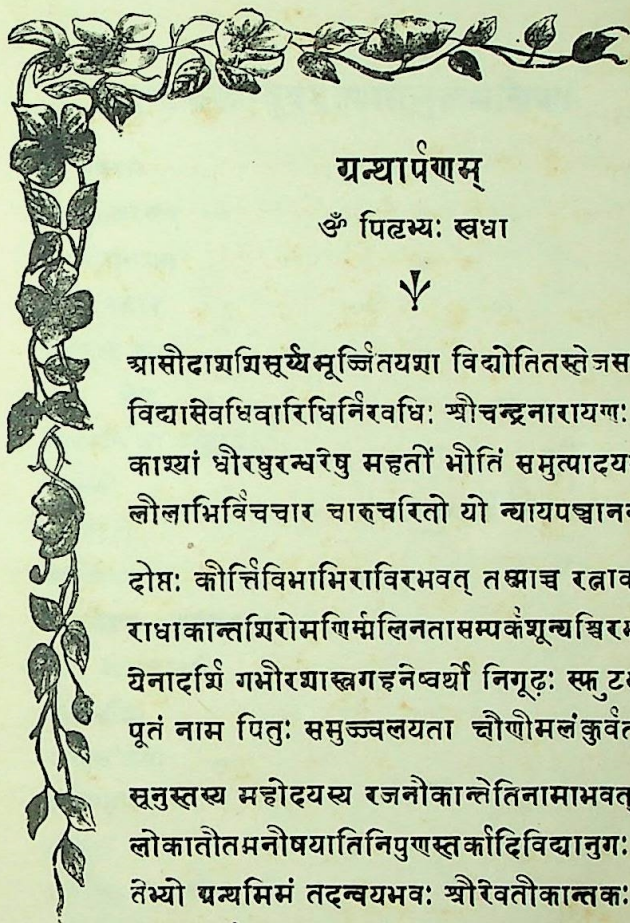 ग्रन्थार्पणम्
ॐ पितृभ्यः स्वधा
आसीदाशशिसूर्य्यमूर्ज्जितयशा विद्योतितस्तेजस
विद्यासेवधिवारिधिर्निरवधिः श्रीचन्द्रनारायणः
काश्यां धीरधुरन्धरेषु महतीं भीतिं समुत्पादय
लीलाभिर्विचचार चारुचरितो यो न्यायपञ्चानन
दीप्तः कीर्त्तिविभाभिराविरभवत् तस्माच्च रत्नाक
राधाकान्तशिरोमणिर्म्मलिनतासम्पर्कशून्यश्चिरम
येनादर्शि गभीरशास्त्रगहनेष्वर्थो निगूढः स्फुट
पूतं नाम पितुः समुज्ज्वलयता क्षौणीमलंकुर्वत
सूनुस्तस्य महोदयस्य रजनीकान्तेतिनामाभवत्
लोकातीतमनीषयातिनिपुणस्तर्कादिविद्यानुगः
तेभ्यो ग्रन्थमिमं तदन्वयभवः श्रीरेवतीकान्तकः